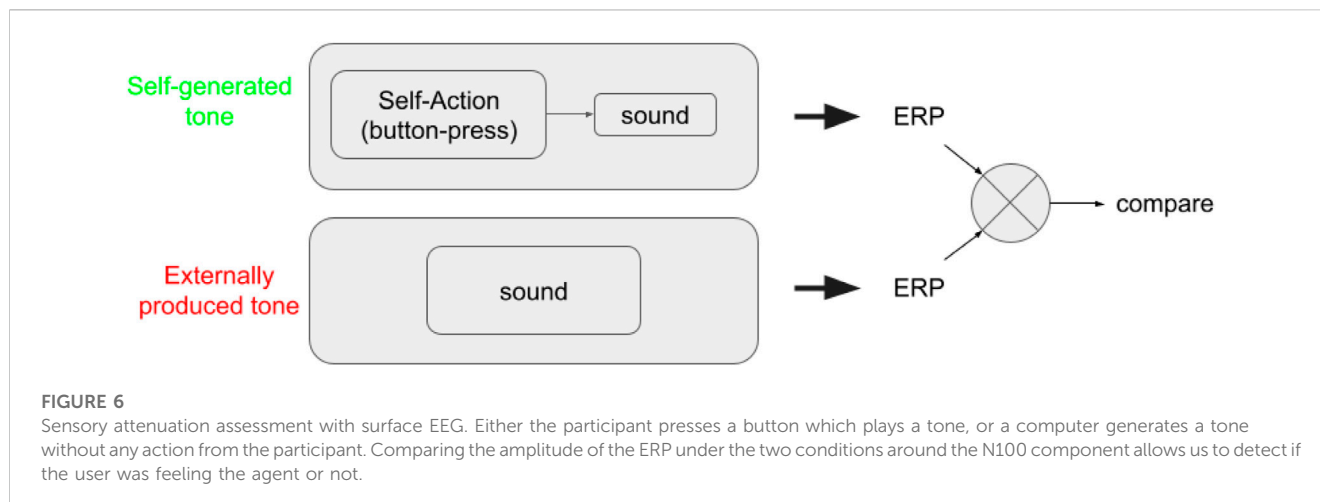 Self-generated
tone
Self-Action
(button-press)
sound
ERP
compare
Externally
produced tone
sound
ERP
FIGURE 6
Sensory attenuation assessment with surface EEG. Either the participant presses a button which plays a tone, or a computer generates a tone
without any action from the participant. Comparing the amplitude of the ERP under the two conditions around the N100 component allows us to detect if
the user was feeling the agent or not.